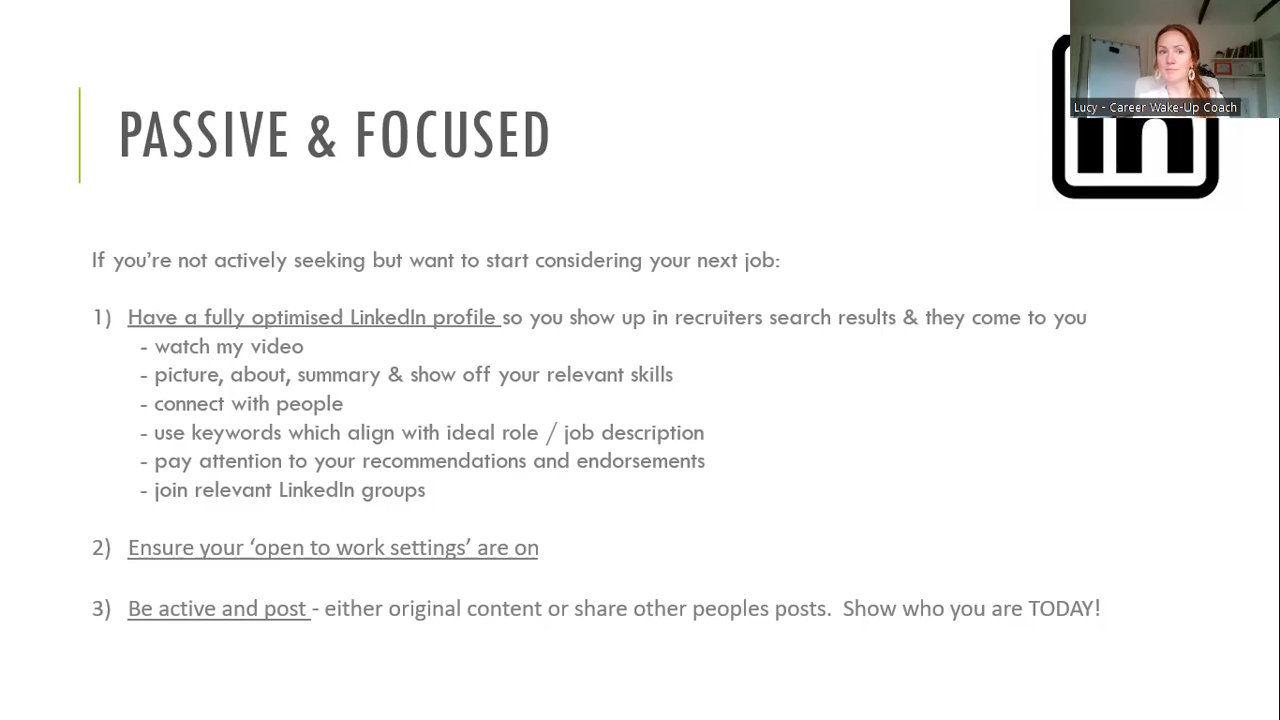 Lucy - Career Wake-Up Coach
in
PASSIVE & FOCUSED
If you’re not actively seeking but want to start considering your next job:
1) Have a fully optimised LinkedIn profile so you show up in recruiters search results & they come to you
- watch my video
- picture, about, summary & show off your relevant skills
- connect with people
- use keywords which align with ideal role / job description
- pay attention to your recommendations and endorsements
- join relevant LinkedIn groups
2) Ensure your ‘open to work settings’ are on
3) Be active and post - either original content or share other peoples posts. Show who you are TODAY!